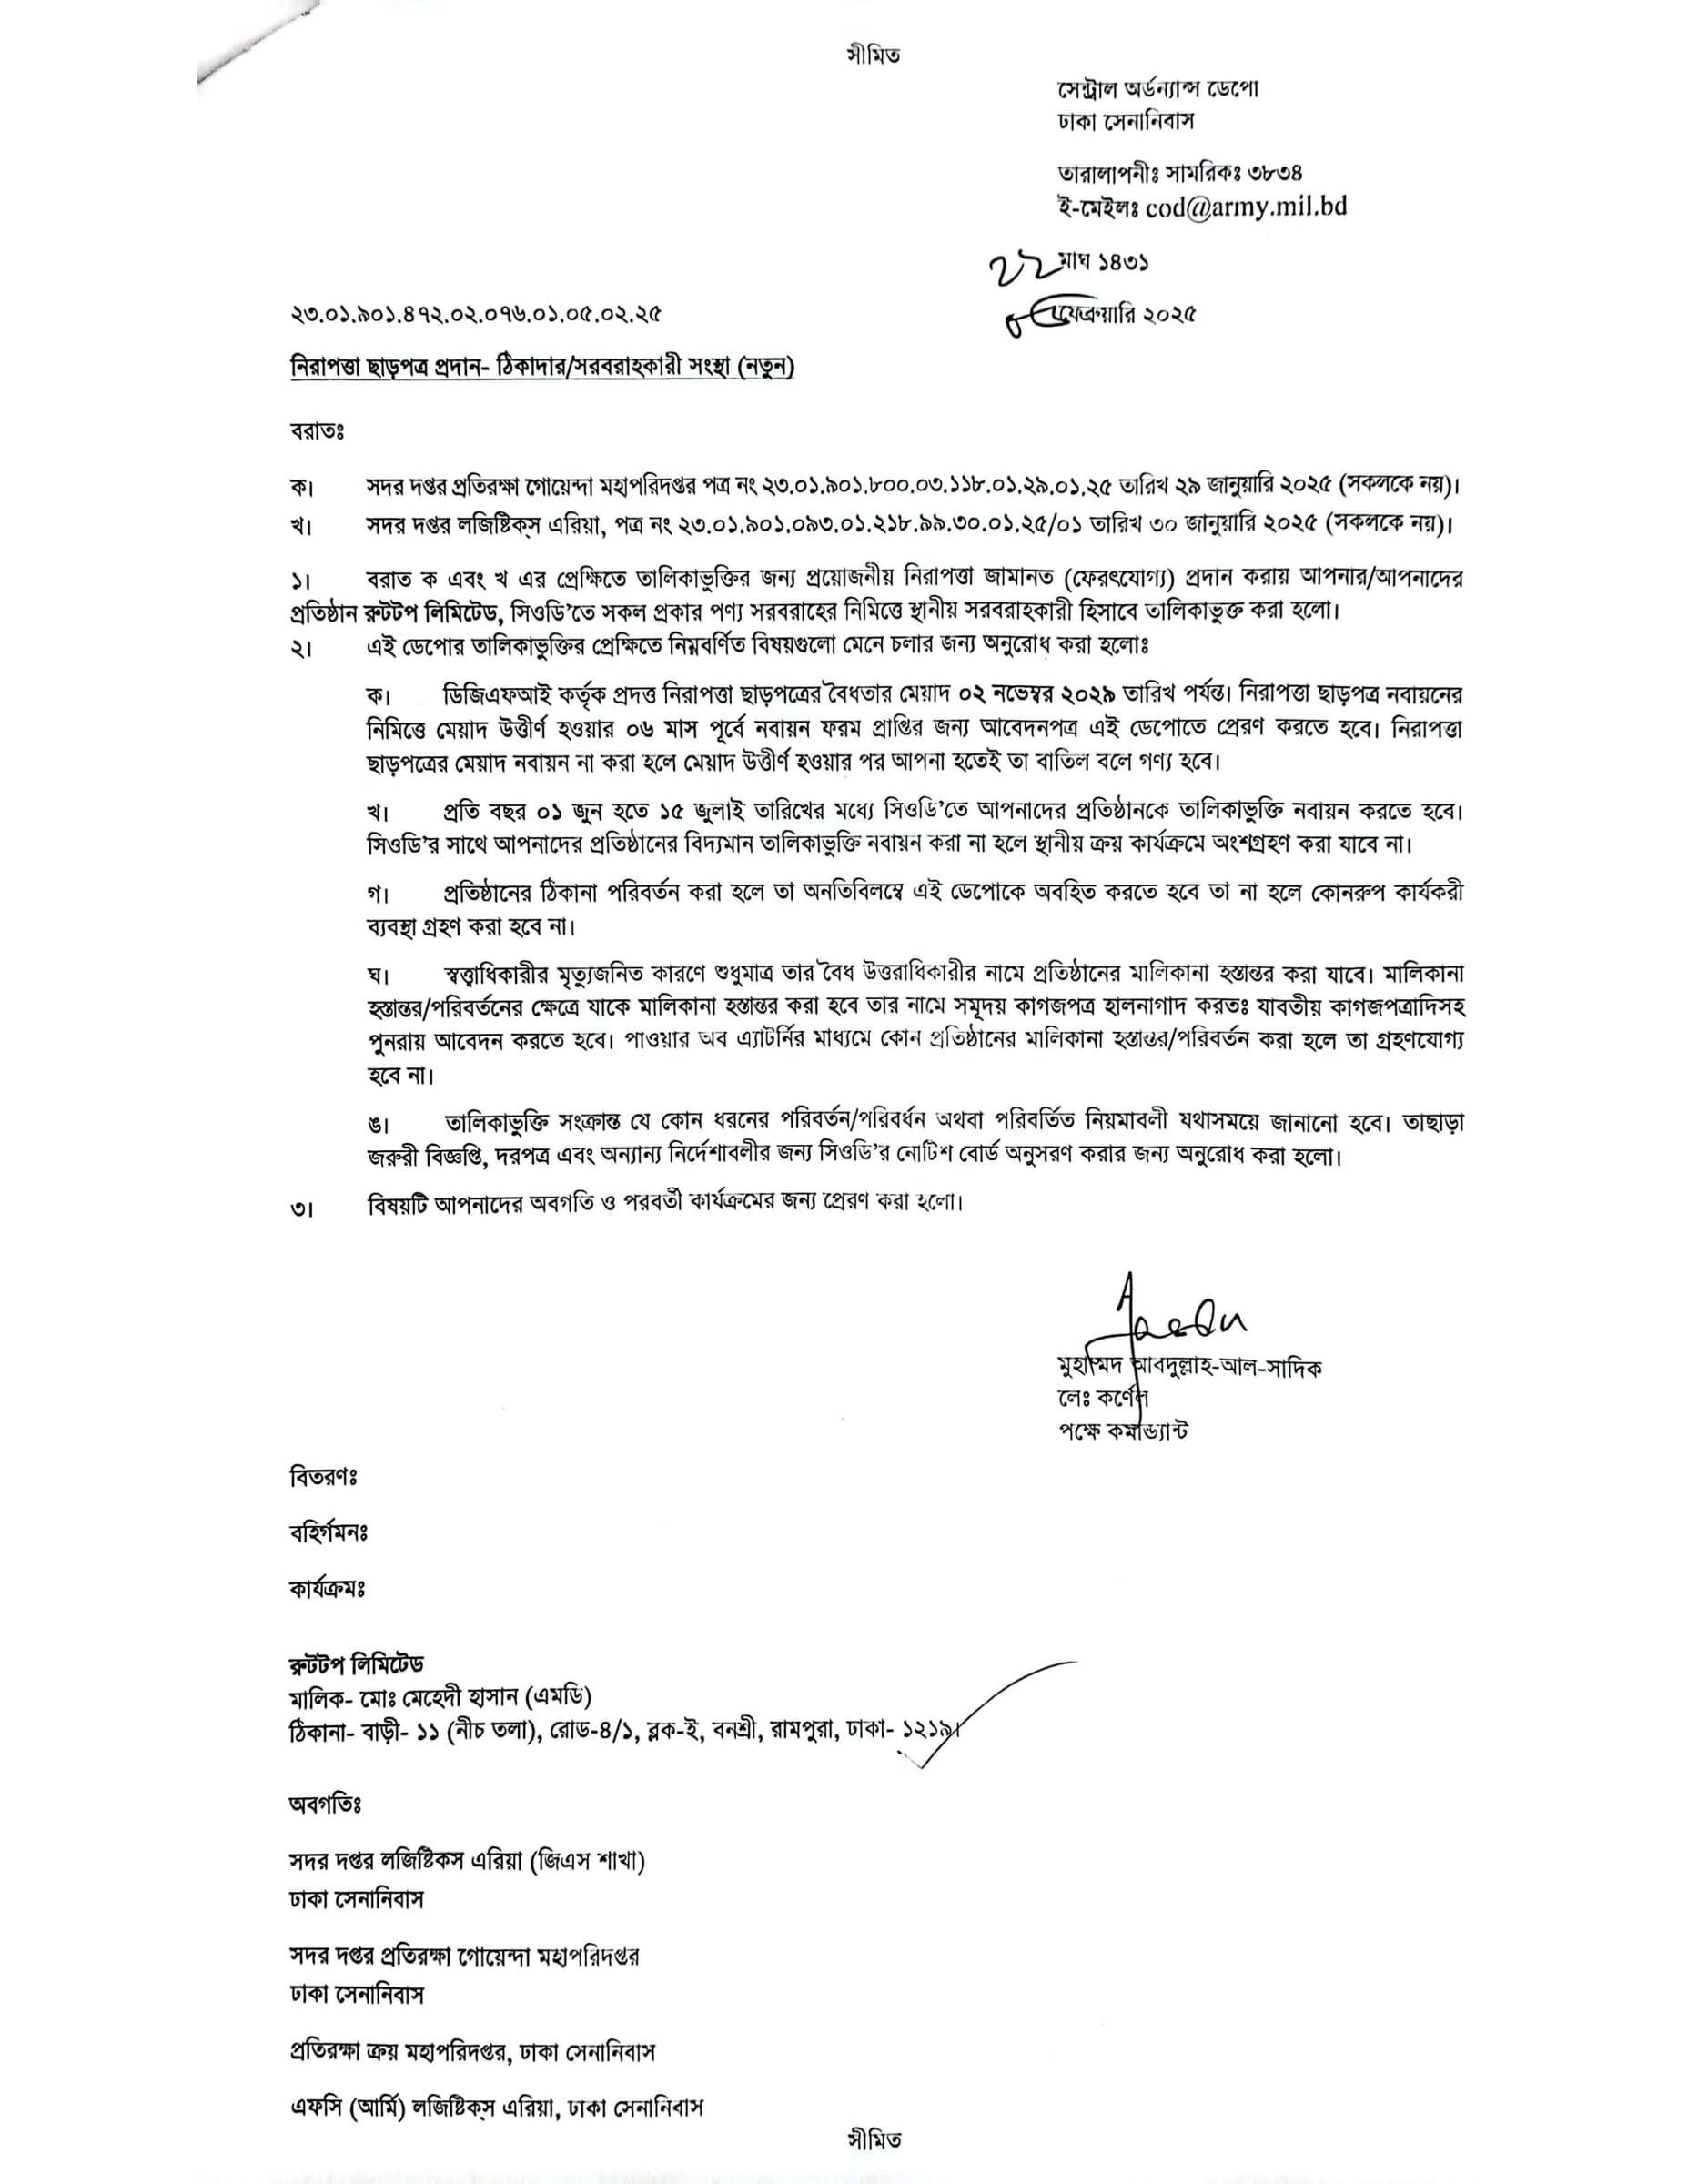 সীমিত
সেন্ট্রাল অর্ডন্যান্স ডেপো
ঢাকা সেনানিবাস
তারালাপনীঃ সামরিকঃ ৩৮৩৪
ই-মেইলঃ cod@army.mil.bd
২২ মাঘ ১৪৩১
ফেব্রুয়ারি ২০২৫
২৩.০১.৯০১.৪৭২.০২.০৭৬.০১.০৫.০২.২৫
নিরাপত্তা ছাড়পত্র প্রদান- ঠিকাদার/সরবরাহকারী সংস্থা (নতুন)
বরাতঃ
ক। সদর দপ্তর প্রতিরক্ষা গোয়েন্দা মহাপরিদপ্তর পত্র নং ২৩.০১.৯০১.৮০০.০৩.১১৮.০১.২৯.০১.২৫ তারিখ ২৯ জানুয়ারি ২০২৫ (সকলকে নয়)।
খ। সদর দপ্তর লজিষ্টিক্স এরিয়া, পত্র নং ২৩.০১.৯০১.০৯৩.০১.২১৮.৯৯.৩০.০১.২৫/০১ তারিখ ৩০ জানুয়ারি ২০২৫ (সকলকে নয়)।
১। বরাত ক এবং খ এর প্রেক্ষিতে তালিকাভুক্তির জন্য প্রয়োজনীয় নিরাপত্তা জামানত (ফেরৎযোগ্য) প্রদান করায় আপনার/আপনাদের
প্রতিষ্ঠান রুটটপ লিমিটেড, সিওডি'তে সকল প্রকার পণ্য সরবরাহের নিমিত্তে স্থানীয় সরবরাহকারী হিসাবে তালিকাভুক্ত করা হলো।
২। এই ডেপোর তালিকাভুক্তির প্রেক্ষিতে নিম্নবর্ণিত বিষয়গুলো মেনে চলার জন্য অনুরোধ করা হলোঃ
ক। ডিজিএফআই কর্তৃক প্রদত্ত নিরাপত্তা ছাড়পত্রের বৈধতার মেয়াদ ০২ নভেম্বর ২০২৯ তারিখ পর্যন্ত। নিরাপত্তা ছাড়পত্র নবায়নের
নিমিত্তে মেয়াদ উত্তীর্ণ হওয়ার ০৬ মাস পূর্বে নবায়ন ফরম প্রাপ্তির জন্য আবেদনপত্র এই ডেপোতে প্রেরণ করতে হবে। নিরাপত্তা
ছাড়পত্রের মেয়াদ নবায়ন না করা হলে মেয়াদ উত্তীর্ণ হওয়ার পর আপনা হতেই তা বাতিল বলে গণ্য হবে।
খ। প্রতি বছর ০১ জুন হতে ১৫ জুলাই তারিখের মধ্যে সিওডি'তে আপনাদের প্রতিষ্ঠানকে তালিকাভুক্তি নবায়ন করতে হবে।
সিওডি'র সাথে আপনাদের প্রতিষ্ঠানের বিদ্যমান তালিকাভুক্তি নবায়ন করা না হলে স্থানীয় ক্রয় কার্যক্রমে অংশগ্রহণ করা যাবে না।
গ। প্রতিষ্ঠানের ঠিকানা পরিবর্তন করা হলে তা অনতিবিলম্বে এই ডেপোকে অবহিত করতে হবে তা না হলে কোনরুপ কার্যকরী
ব্যবস্থা গ্রহণ করা হবে না।
ঘ। স্বত্ত্বাধিকারীর মৃত্যুজনিত কারণে শুধুমাত্র তার বৈধ উত্তরাধিকারীর নামে প্রতিষ্ঠানের মালিকানা হস্তান্তর করা যাবে। মালিকানা
হস্তান্তর/পরিবর্তনের ক্ষেত্রে যাকে মালিকানা হস্তান্তর করা হবে তার নামে সমূদয় কাগজপত্র হালনাগাদ করতঃ যাবতীয় কাগজপত্রাদিসহ
পুনরায় আবেদন করতে হবে। পাওয়ার অব এ্যাটর্নির মাধ্যমে কোন প্রতিষ্ঠানের মালিকানা হস্তান্তর/পরিবর্তন করা হলে তা গ্রহণযোগ্য
হবে না।
ঙ। তালিকাভুক্তি সংক্রান্ত যে কোন ধরনের পরিবর্তন/পরিবর্ধন অথবা পরিবর্তিত নিয়মাবলী যথাসময়ে জানানো হবে। তাছাড়া
জরুরী বিজ্ঞপ্তি, দরপত্র এবং অন্যান্য নির্দেশাবলীর জন্য সিওডি'র নোটিশ বোর্ড অনুসরণ করার জন্য অনুরোধ করা হলো।
৩। বিষয়টি আপনাদের অবগতি ও পরবর্তী কার্যক্রমের জন্য প্রেরণ করা হলো।
মুহাম্মদ আবদুল্লাহ-আল-সাদিক
লেঃ কর্ণেল
পক্ষে কমান্ড্যান্ট
বিতরণঃ
বহির্গমনঃ
কার্যক্রমঃ
রুটটপ লিমিটেড
মালিক- মোঃ মেহেদী হাসান (এমডি)
ঠিকানা- বাড়ী- ১১ (নীচ তলা), রোড-৪/১, ব্লক-ই, বনশ্রী, রামপুরা, ঢাকা- ১২১৯।
অবগতিঃ
সদর দপ্তর লজিষ্টিকস এরিয়া (জিএস শাখা)
ঢাকা সেনানিবাস
সদর দপ্তর প্রতিরক্ষা গোয়েন্দা মহাপরিদপ্তর
ঢাকা সেনানিবাস
প্রতিরক্ষা ক্রয় মহাপরিদপ্তর, ঢাকা সেনানিবাস
এফসি (আর্মি) লজিষ্টিক্স এরিয়া, ঢাকা সেনানিবাস
সীমিত